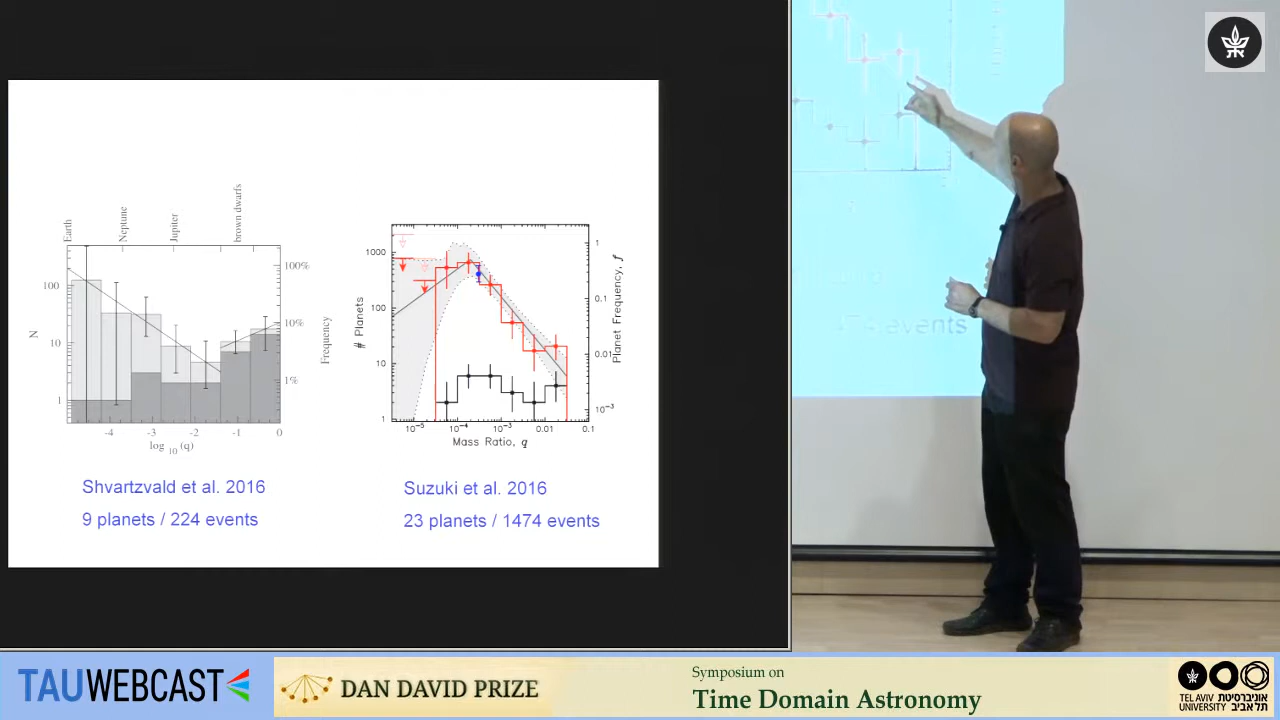 Earth
Neptune
Jupiter
brown dwarfs
100
10
1
N
100%
10%
1%
Frequency
-4
-3
-2
-1
0
log 10 (q)
Shvartzvald et al. 2016
9 planets / 224 events
1000
100
10
1
# Planets
1
0.1
0.01
10⁻³
Planet Frequency, f
10⁻⁵
10⁻⁴
10⁻³
0.01
0.1
Mass Ratio, q
Suzuki et al. 2016
23 planets / 1474 events
events
TAUWEBCAST
DAN DAVID PRIZE
Symposium on
Time Domain Astronomy
TEL AVIV אוניברסיטת
UNIVERSITY תל אביב